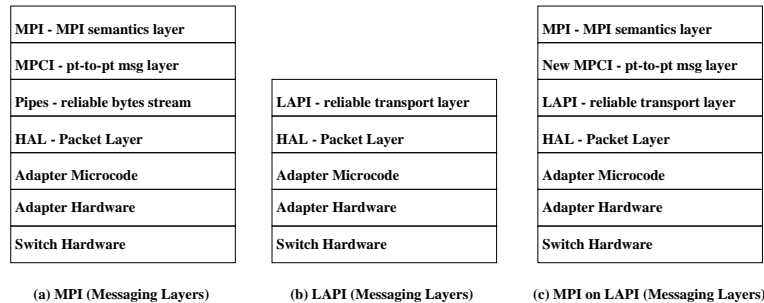 MPI - MPI semantics layer
MPCI - pt-to-pt msg layer
Pipes - reliable bytes stream
HAL - Packet Layer
Adapter Microcode
Adapter Hardware
Switch Hardware
(a) MPI (Messaging Layers)
LAPI - reliable transport layer
HAL - Packet Layer
Adapter Microcode
Adapter Hardware
Switch Hardware
(b) LAPI (Messaging Layers)
MPI - MPI semantics layer
New MPCI - pt-to-pt msg layer
LAPI - reliable transport layer
HAL - Packet Layer
Adapter Microcode
Adapter Hardware
Switch Hardware
(c) MPI on LAPI (Messaging Layers)